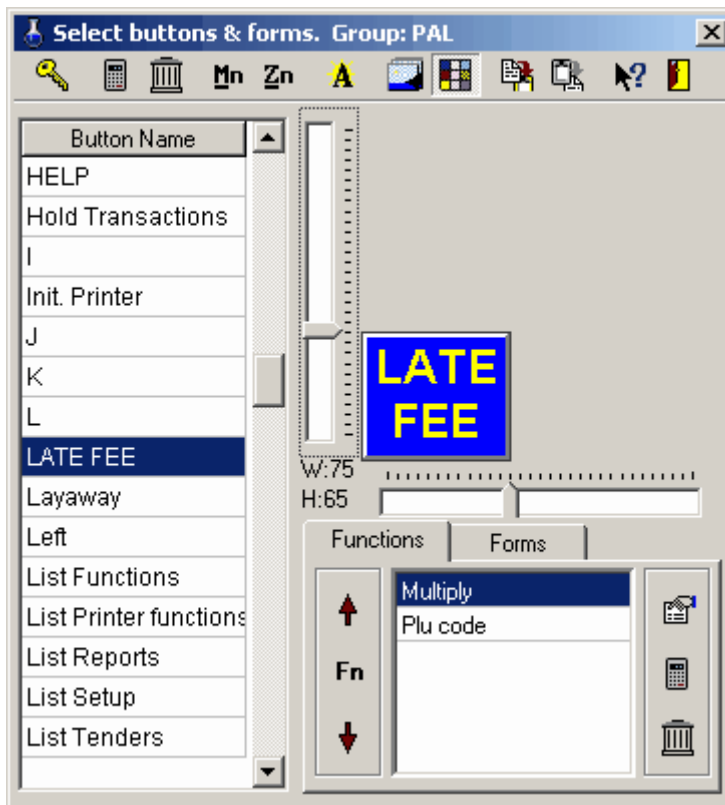 Select buttons & forms. Group: PAL
Mn Zn A ?
Button Name
HELP
Hold Transactions
I
Init. Printer
J
K
L
LATE FEE
Layaway
Left
List Functions
List Printer functions
List Reports
List Setup
List Tenders
LATE
FEE
W:75
H:65
Functions Forms
Multiply
Plu code
Fn